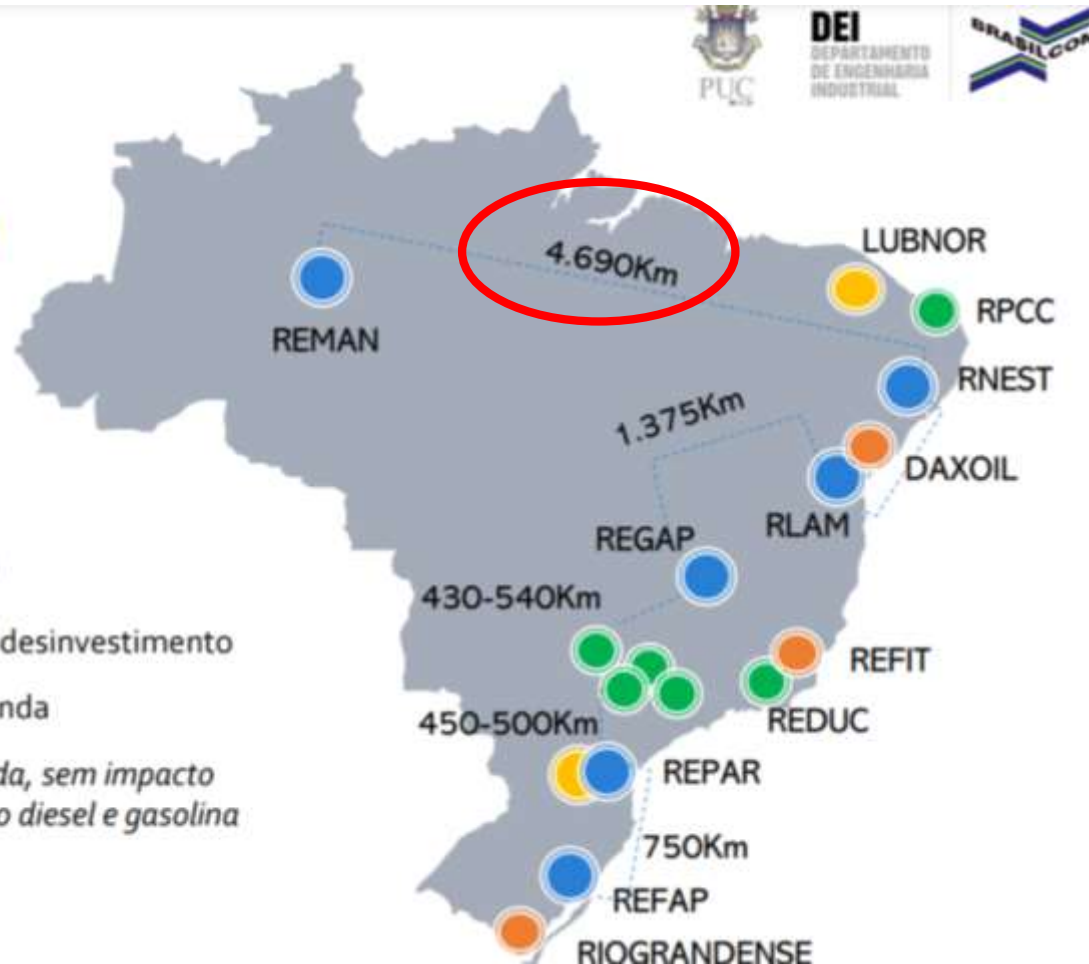 PUC
DEI
DEPARTAMENTO
DE ENGENHARIA
INDUSTRIAL
BRASILCOM
4.690Km
LUBNOR
RPCC
REMAN
RNEST
1.375Km
DAXOIL
RLAM
REGAP
430-540Km
desinvestimento
REFIT
nda
REDUC
450-500Km
da, sem impacto
REPAR
o diesel e gasolina
750Km
REFAP
RIOGRANDENSE